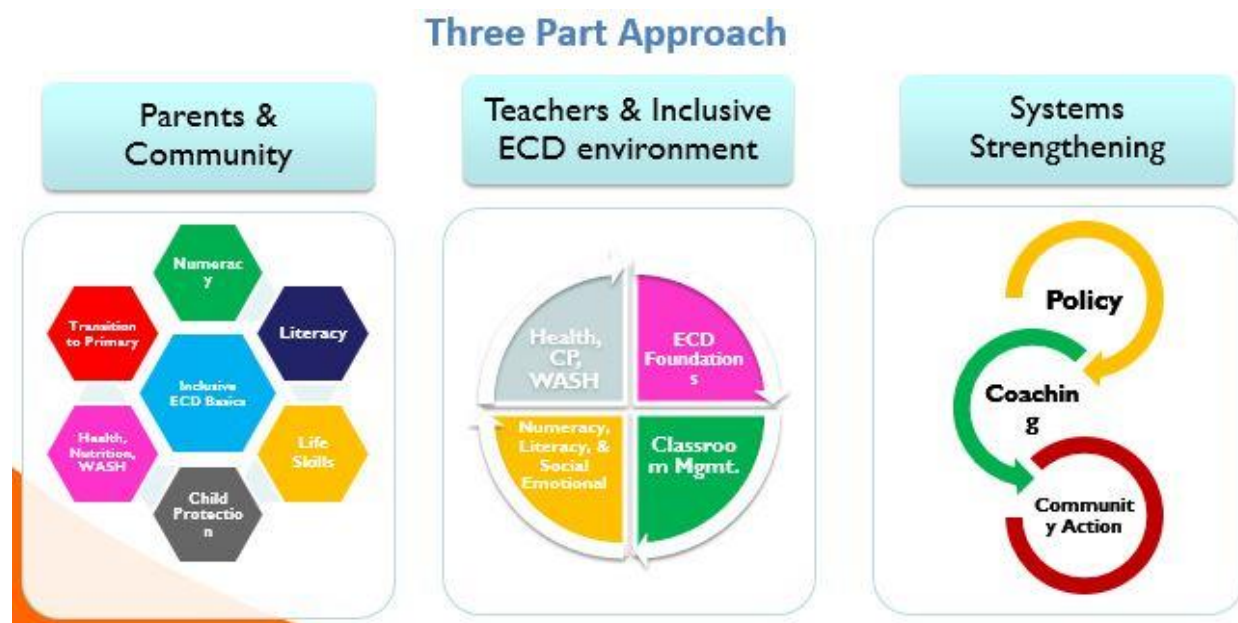 Three Part Approach
Parents &
Community
Numerac
y
Transition
to Primary
Literacy
Inclusive
ECD Basics
Health,
Nutrition,
WASH
Life
Skills
Child
Protectio
n
Teachers & Inclusive
ECD environment
Health,
CP,
WASH
ECD
Foundation
s
Numeracy,
Literacy, &
Social
Emotional
Classroo
m Mgmt.
Systems
Strengthening
Policy
Coachin
g
Communit
y Action